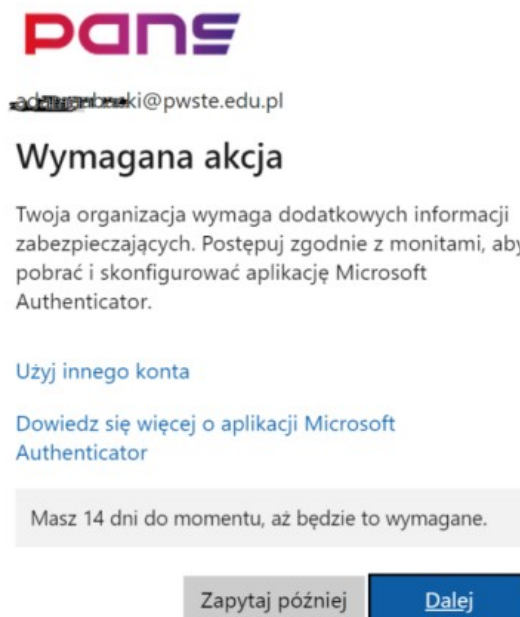 pans
ki@pwste.edu.pl
Wymagana akcja
Twoja organizacja wymaga dodatkowych informacji
zabezpieczających. Postępuj zgodnie z monitami, aby
pobrać i skonfigurować aplikację Microsoft
Authenticator.
Użyj innego konta
Dowiedz się więcej o aplikacji Microsoft
Authenticator
Masz 14 dni do momentu, aż będzie to wymagane.
Zapytaj później
Dalej